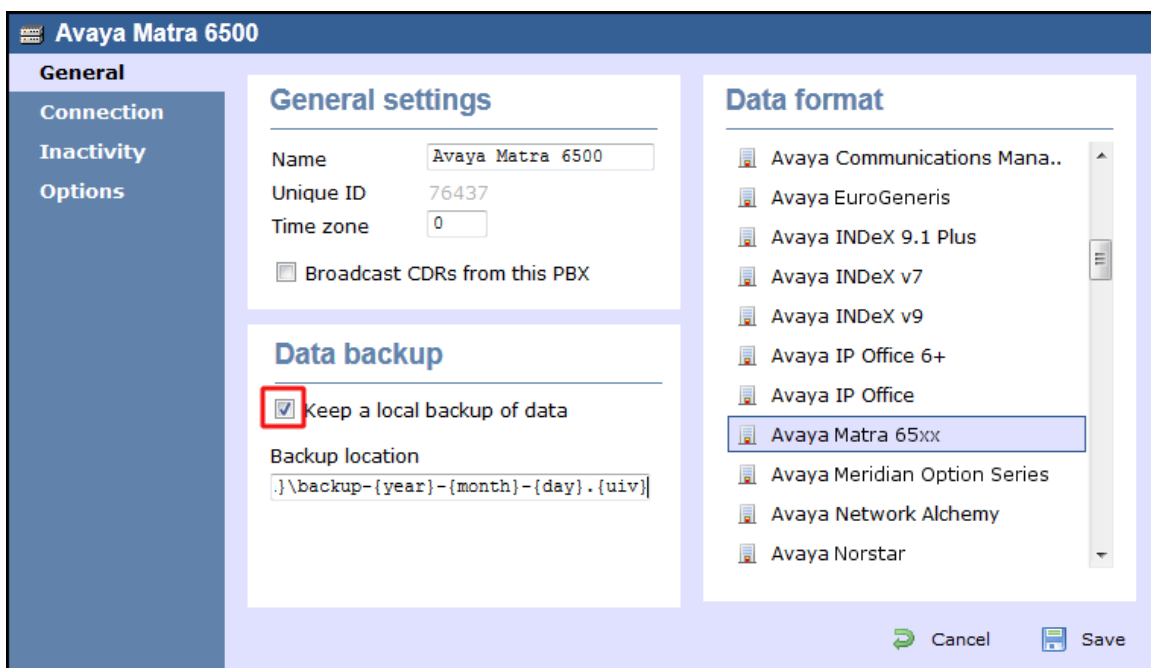 Avaya Matra 6500
General
Connection
Inactivity
Options
General settings
Name Avaya Matra 6500
Unique ID 76437
Time zone 0
Broadcast CDRs from this PBX
Data backup
Keep a local backup of data
Backup location
.}\backup-{year}-{month}-{day}.{uiv}
Data format
Avaya Communications Mana..
Avaya EuroGeneris
Avaya INDeX 9.1 Plus
Avaya INDeX v7
Avaya INDeX v9
Avaya IP Office 6+
Avaya IP Office
Avaya Matra 65xx
Avaya Meridian Option Series
Avaya Network Alchemy
Avaya Norstar
Cancel Save